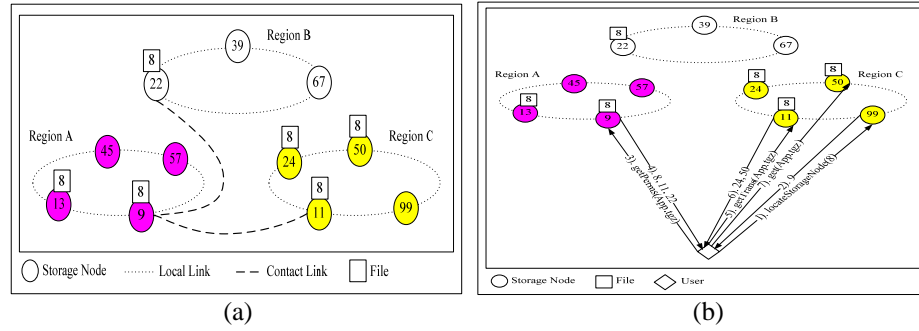 39
Region B
8
22
67
Region A
45
57
8
13
8
9
8
24
8
50
Region C
8
11
99
Storage Node
Local Link
Contact Link
File
(a)
39
Region B
8
22
67
Region A
45
57
8
13
8
9
8
24
8
50
Region C
8
11
99
3). getPerms(App.tgz)
4). 8, 11, 22
6). 24, 50
5). getTrans(App.tgz)
7). get(App.tgz)
2). 9
1). locateStorageNode(8)
Storage Node
File
User
(b)